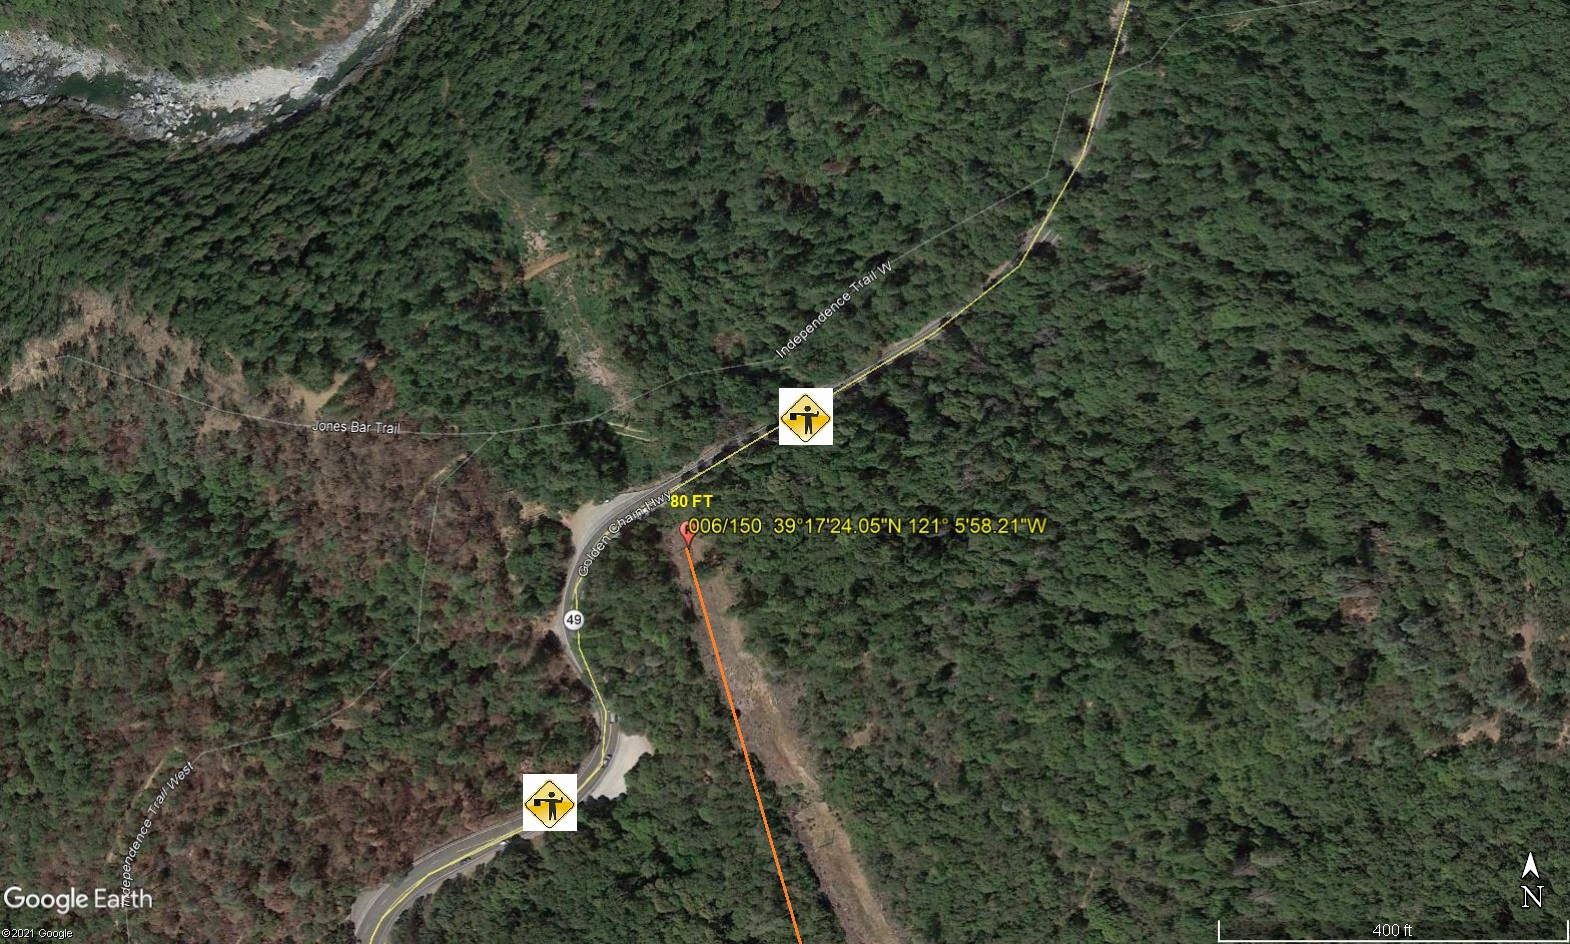 Independence Trail W
Jones Bar Trail
Golden Chain Hwy
80 FT
006/150 39°17'24.05"N 121° 5'58.21"W
49
Independence Trail West
Google Earth
©2021 Google
N
400 ft